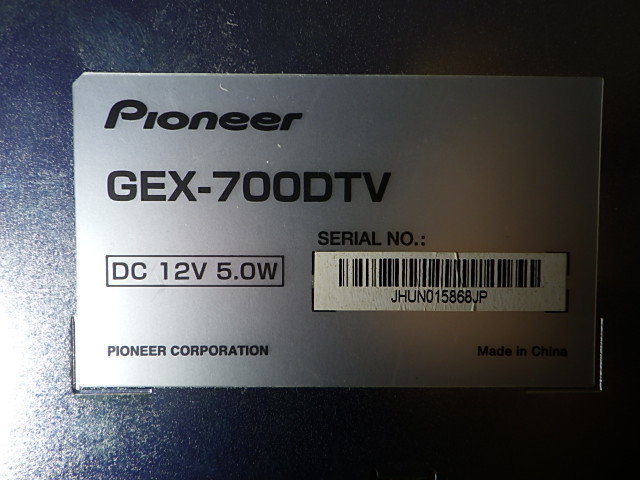 Pioneer
GEX-700DTV
SERIAL NO.:
DC 12V 5.0W
JHUN015868JP
PIONEER CORPORATION
Made in China